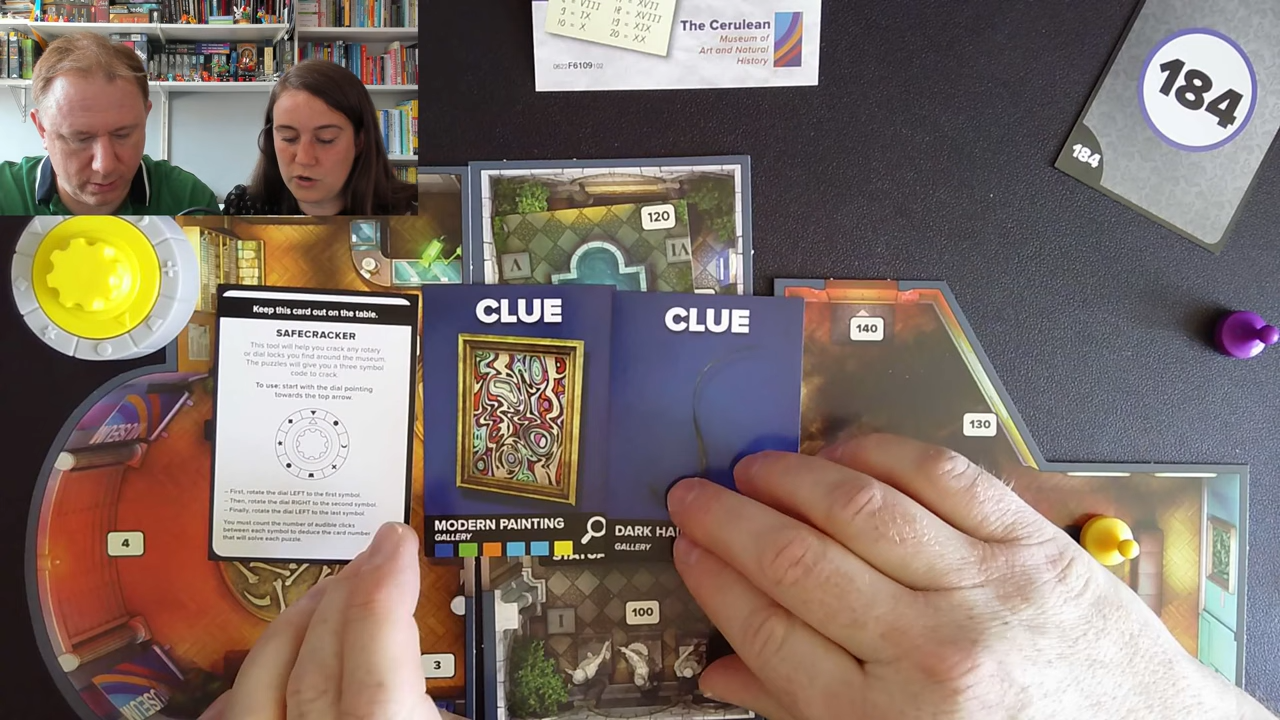 9 = IX
10 = X
18 = XVIII
19 = XIX
20 = XX
The Cerulean
Museum of
Art and Natural
History
0622F6109102
184
184
120
V
VI
Keep this card out on the table.
SAFECRACKER
This tool will help you crack any rotary
or dial locks you find around the museum.
The puzzles will give you a three symbol
code to crack.
To use: start with the dial pointing
towards the top arrow.
– First, rotate the dial LEFT to the first symbol.
– Then, rotate the dial RIGHT to the second symbol.
– Finally, rotate the dial LEFT to the last symbol.
You must count the number of audible clicks
between each symbol to deduce the card number
that will solve each puzzle.
CLUE
MODERN PAINTING
GALLERY
CLUE
DARK HAI
GALLERY
140
130
4
3
I
100